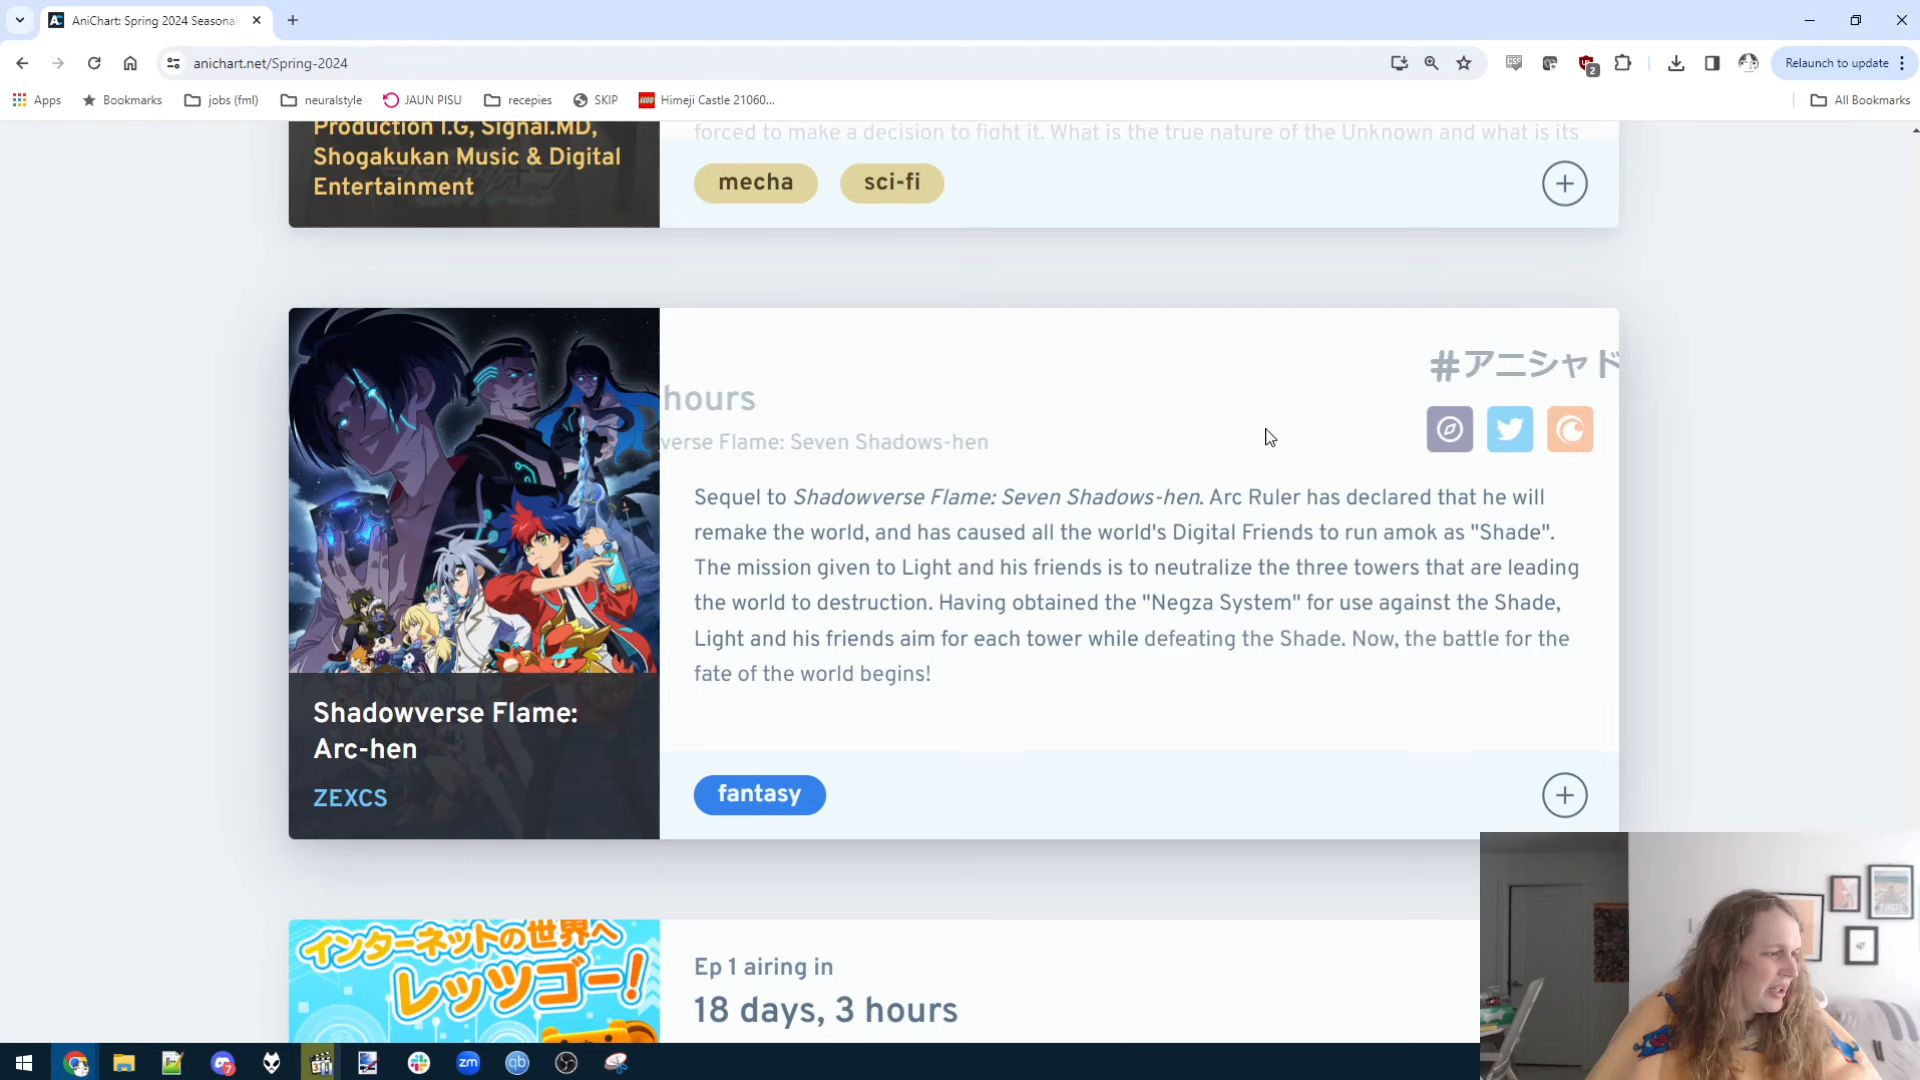 AniChart: Spring 2024 Seasona
anichart.net/Spring-2024
2
Relaunch to update
Apps
Bookmarks
jobs (fml)
neuralstyle
JAUN PISU
recepies
SKIP
Himeji Castle 21060...
All Bookmarks
Production I.G, Signal.MD,
Shogakukan Music & Digital
Entertainment
forced to make a decision to fight it. What is the true nature of the Unknown and what is its
mecha
sci-fi
hours
verse Flame: Seven Shadows-hen
#アニシャド
Sequel to Shadowverse Flame: Seven Shadows-hen. Arc Ruler has declared that he will
remake the world, and has caused all the world's Digital Friends to run amok as "Shade".
The mission given to Light and his friends is to neutralize the three towers that are leading
the world to destruction. Having obtained the "Negza System" for use against the Shade,
Light and his friends aim for each tower while defeating the Shade. Now, the battle for the
fate of the world begins!
Shadowverse Flame:
Arc-hen
ZEXCS
fantasy
インターネットの世界へ
レッツゴー!
Ep 1 airing in
18 days, 3 hours
7
zm
qb